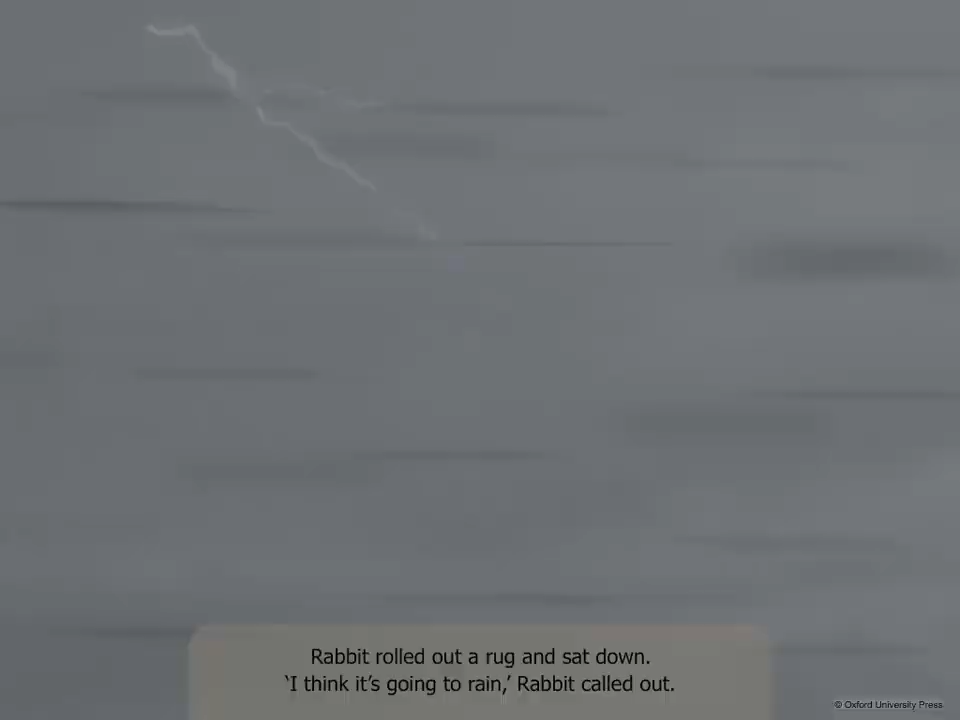 Rabbit rolled out a rug and sat down.
‘I think it’s going to rain,’ Rabbit called out.
© Oxford University Press